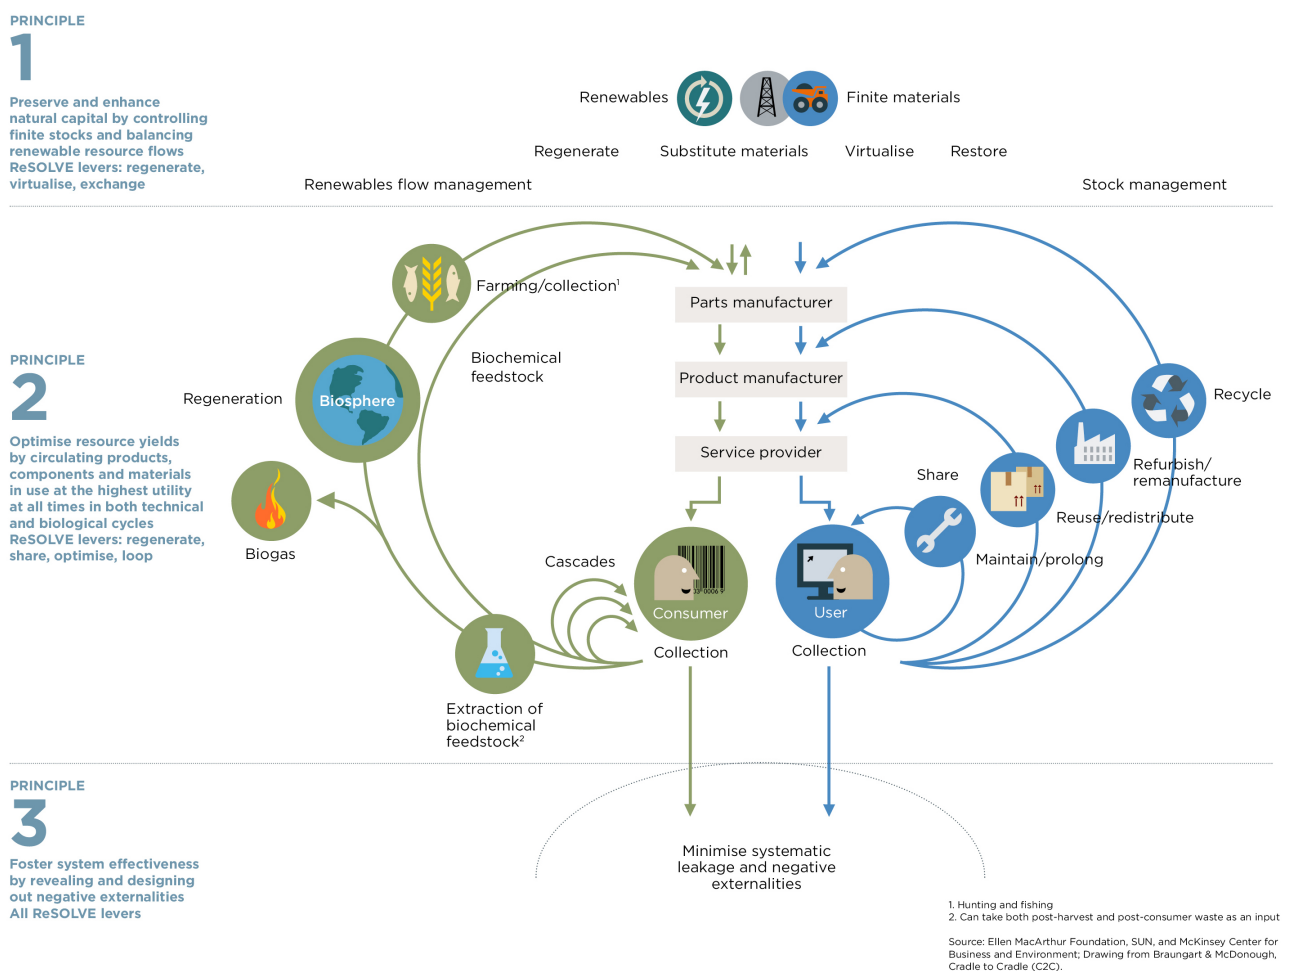 PRINCIPLE
1
Preserve and enhance
natural capital by controlling
finite stocks and balancing
renewable resource flows
ReSOLVE levers: regenerate,
virtualise, exchange
Renewables
Finite materials
Regenerate
Substitute materials
Virtualise
Restore
Renewables flow management
Stock management
PRINCIPLE
2
Optimise resource yields
by circulating products,
components and materials
in use at the highest utility
at all times in both technical
and biological cycles
ReSOLVE levers: regenerate,
share, optimise, loop
Farming/collection¹
Biochemical
feedstock
Regeneration
Biosphere
Biogas
Extraction of
biochemical
feedstock²
Cascades
Parts manufacturer
Product manufacturer
Service provider
Consumer
Collection
User
Collection
Share
Maintain/prolong
Reuse/redistribute
Refurbish/
remanufacture
Recycle
PRINCIPLE
3
Foster system effectiveness
by revealing and designing
out negative externalities
All ReSOLVE levers
Minimise systematic
leakage and negative
externalities
1. Hunting and fishing
2. Can take both post-harvest and post-consumer waste as an input
Source: Ellen MacArthur Foundation, SUN, and McKinsey Center for
Business and Environment; Drawing from Braungart & McDonough,
Cradle to Cradle (C2C).